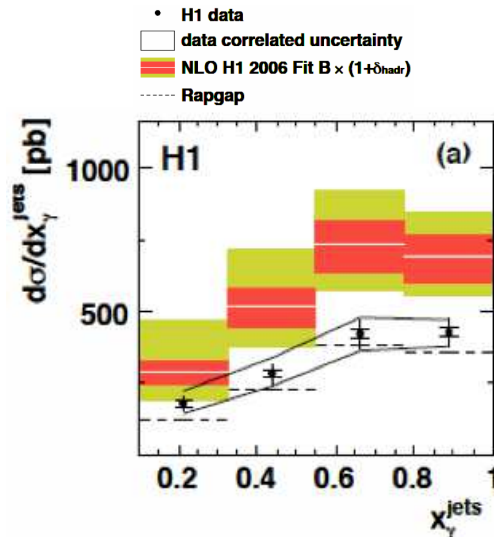 H1 data
data correlated uncertainty
NLO H1 2006 Fit B × (1+δhadr)
Rapgap
H1 (a)
dσ/dxγjets [pb]
1000
500
0.2 0.4 0.6 0.8 1
xγjets